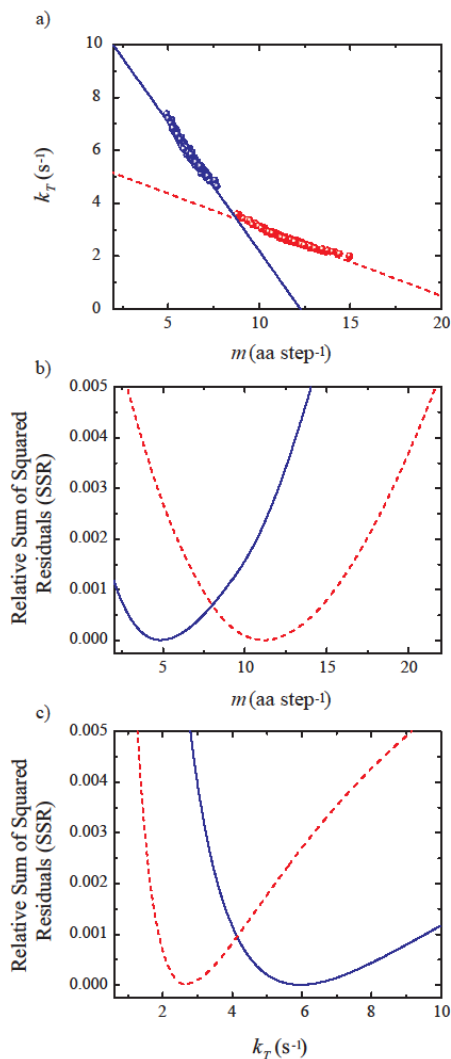 a)
10
8
6
4
2
0
k_T (s⁻¹)
5 10 15 20
m (aa step⁻¹)
b)
0.005
0.004
0.003
0.002
0.001
0.000
Relative Sum of Squared
Residuals (SSR)
5 10 15 20
m (aa step⁻¹)
c)
0.005
0.004
0.003
0.002
0.001
0.000
Relative Sum of Squared
Residuals (SSR)
2 4 6 8 10
k_T (s⁻¹)